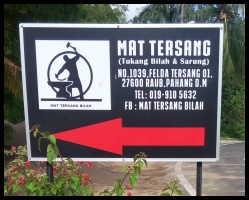 MAT TERSANG
(Tukang Bilah & Sarung)
NO.1039, FELDA TERSANG 01,
27600 RAUB, PAHANG D.M
TEL: 019-910 5632
FB : MAT TERSANG BILAH
MAT TERSANG BILAH